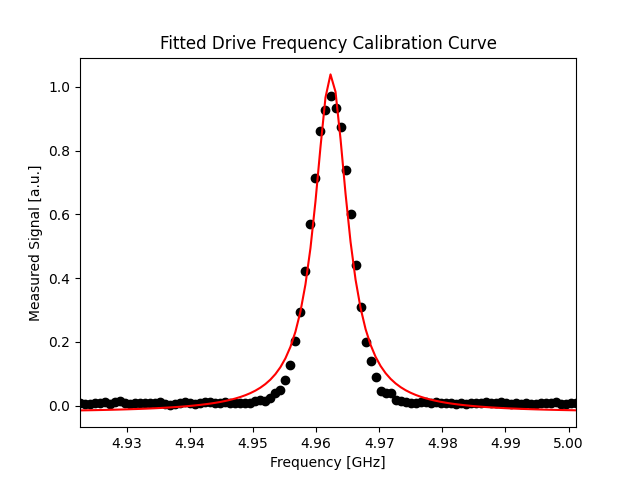 Fitted Drive Frequency Calibration Curve
Measured Signal [a.u.]
1.0
0.8
0.6
0.4
0.2
0.0
4.93 4.94 4.95 4.96 4.97 4.98 4.99 5.00
Frequency [GHz]